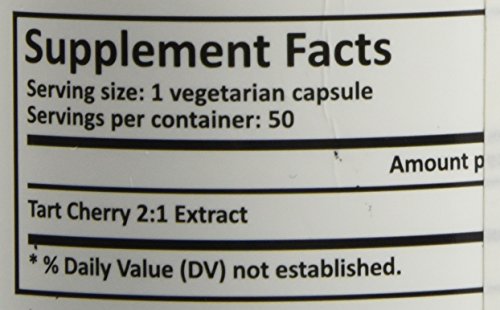 Supplement Facts
Serving size: 1 vegetarian capsule
Servings per container: 50
Amount p
Tart Cherry 2:1 Extract
* % Daily Value (DV) not established.